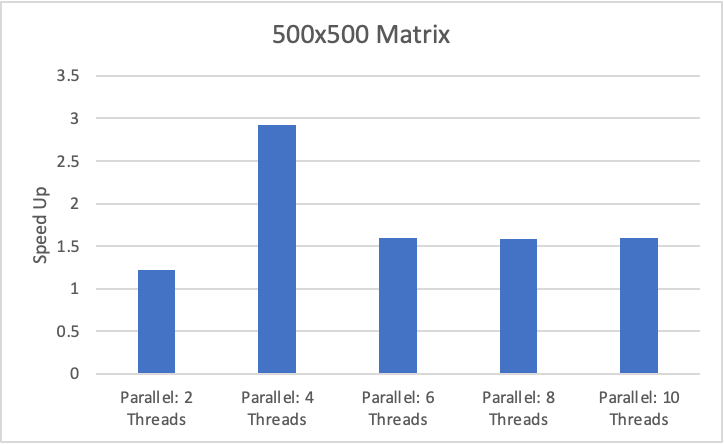 500x500 Matrix
3.5
3
2.5
2
1.5
1
0.5
0
Speed Up
Parallel: 2
Threads
Parallel: 4
Threads
Parallel: 6
Threads
Parallel: 8
Threads
Parallel: 10
Threads